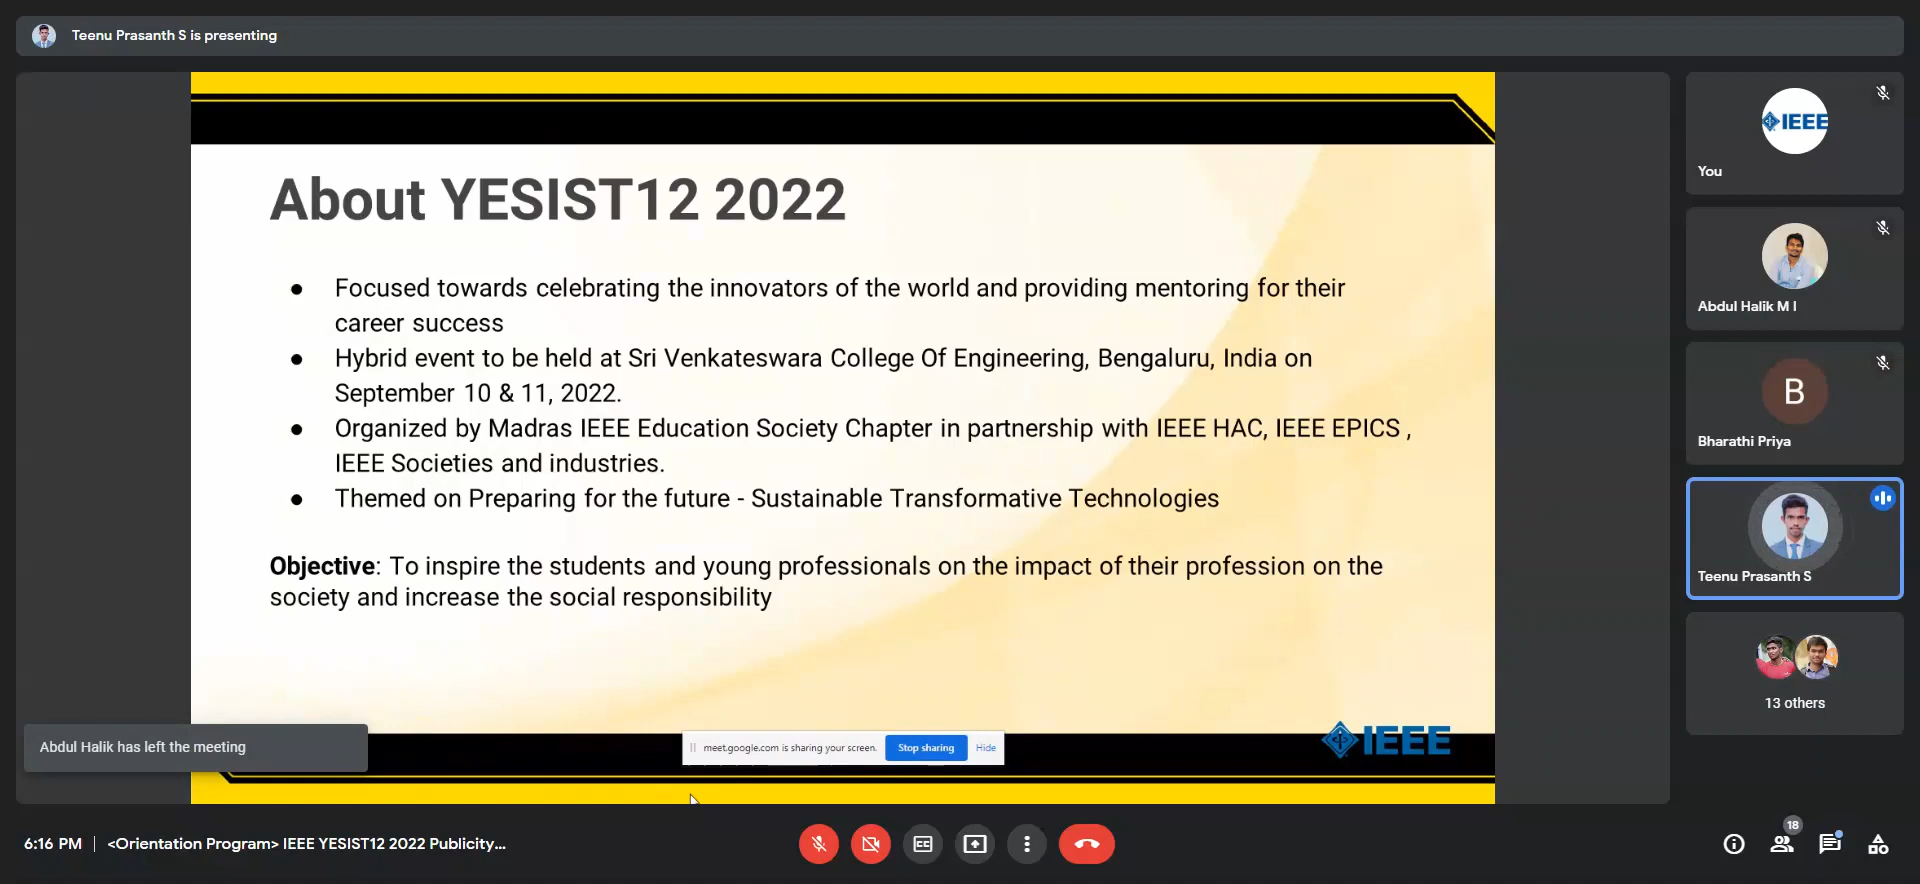 Teenu Prasanth S is presenting
About YESIST12 2022
● Focused towards celebrating the innovators of the world and providing mentoring for their
career success
● Hybrid event to be held at Sri Venkateswara College Of Engineering, Bengaluru, India on
September 10 & 11, 2022.
● Organized by Madras IEEE Education Society Chapter in partnership with IEEE HAC, IEEE EPICS ,
IEEE Societies and industries.
● Themed on Preparing for the future - Sustainable Transformative Technologies
Objective: To inspire the students and young professionals on the impact of their profession on the
society and increase the social responsibility
IEEE
Abdul Halik has left the meeting
meet.google.com is sharing your screen. Stop sharing Hide
IEEE
You
Abdul Halik M I
B
Bharathi Priya
Teenu Prasanth S
13 others
6:16 PM | <Orientation Program> IEEE YESIST12 2022 Publicity...
18